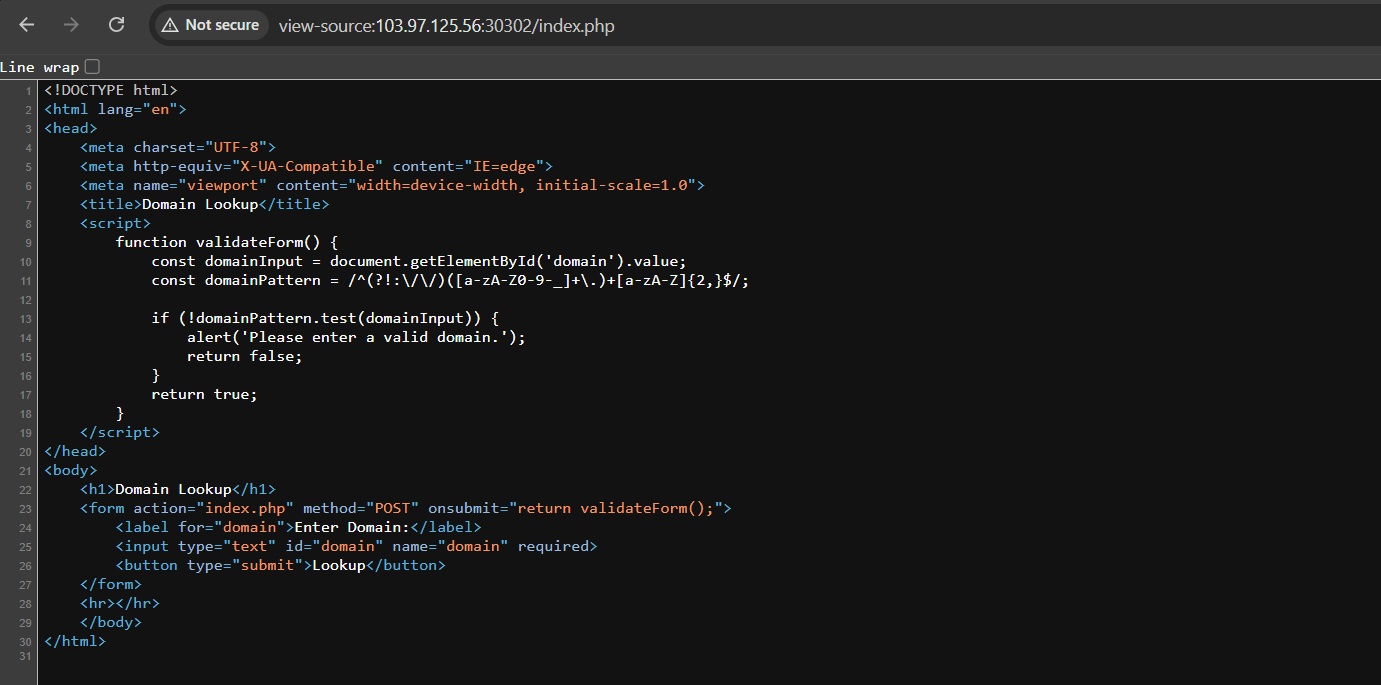 Not secure view-source:103.97.125.56:30302/index.php
Line wrap
1 <!DOCTYPE html>
2 <html lang="en">
3 <head>
4     <meta charset="UTF-8">
5     <meta http-equiv="X-UA-Compatible" content="IE=edge">
6     <meta name="viewport" content="width=device-width, initial-scale=1.0">
7     <title>Domain Lookup</title>
8     <script>
9         function validateForm() {
10             const domainInput = document.getElementById('domain').value;
11             const domainPattern = /^(?!:\/\/)([a-zA-Z0-9-_]+\.)+[a-zA-Z]{2,}$/;
12
13             if (!domainPattern.test(domainInput)) {
14                 alert('Please enter a valid domain.');
15                 return false;
16             }
17             return true;
18         }
19     </script>
20 </head>
21 <body>
22     <h1>Domain Lookup</h1>
23     <form action="index.php" method="POST" onsubmit="return validateForm();">
24         <label for="domain">Enter Domain:</label>
25         <input type="text" id="domain" name="domain" required>
26         <button type="submit">Lookup</button>
27     </form>
28     <hr></hr>
29     </body>
30 </html>
31